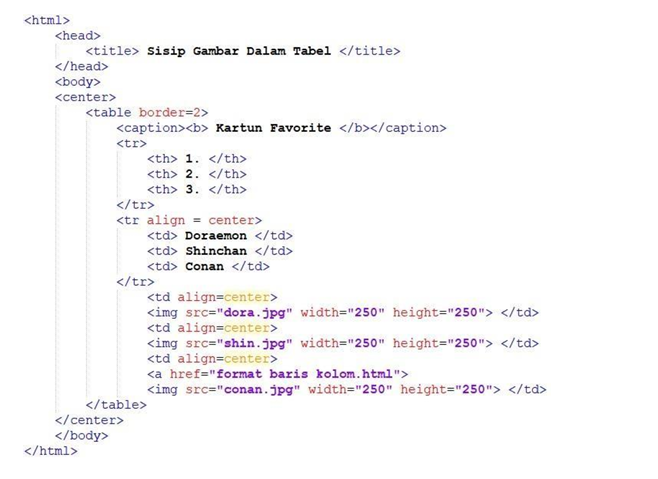 <html>
<head>
<title> Sisip Gambar Dalam Tabel </title>
</head>
<body>
<center>
<table border=2>
<caption><b> Kartun Favorite </b></caption>
<tr>
<th> 1. </th>
<th> 2. </th>
<th> 3. </th>
</tr>
<tr align = center>
<td> Doraemon </td>
<td> Shinchan </td>
<td> Conan </td>
</tr>
<td align=center>
<img src="dora.jpg" width="250" height="250"> </td>
<td align=center>
<img src="shin.jpg" width="250" height="250"> </td>
<td align=center>
<a href="format baris kolom.html">
<img src="conan.jpg" width="250" height="250"> </td>
</table>
</center>
</body>
</html>